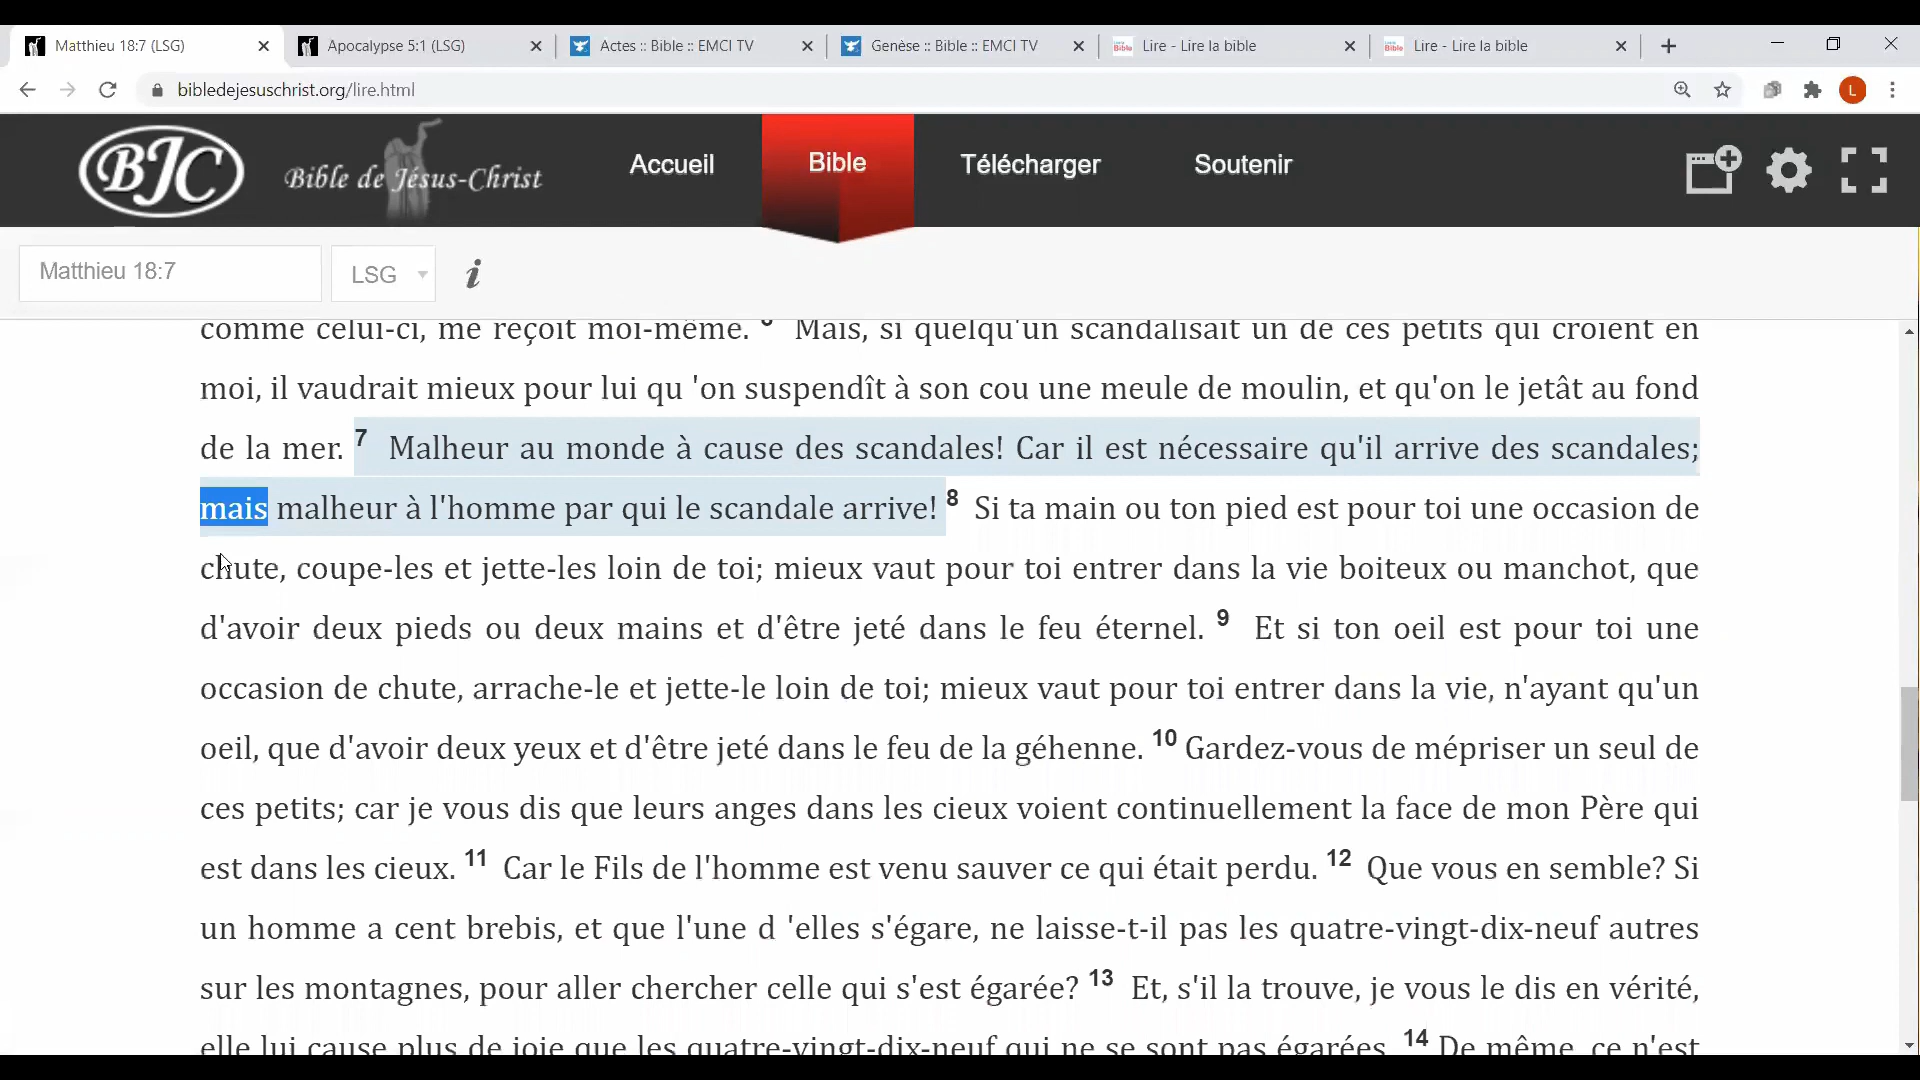 Matthieu 18:7 (LSG)
Apocalypse 5:1 (LSG)
Actes :: Bible :: EMCI TV
Genèse :: Bible :: EMCI TV
Lire - Lire la bible
Lire - Lire la bible
bibledejesuschrist.org/lire.html
L
BJC
Bible de Jésus-Christ
Accueil
Bible
Télécharger
Soutenir
Matthieu 18:7
LSG
i
comme celui-ci, me reçoit moi-même. 6 Mais, si quelqu'un scandalisait un de ces petits qui croient en
moi, il vaudrait mieux pour lui qu 'on suspendît à son cou une meule de moulin, et qu'on le jetât au fond
de la mer. 7 Malheur au monde à cause des scandales! Car il est nécessaire qu'il arrive des scandales;
mais malheur à l'homme par qui le scandale arrive! 8 Si ta main ou ton pied est pour toi une occasion de
chute, coupe-les et jette-les loin de toi; mieux vaut pour toi entrer dans la vie boiteux ou manchot, que
d'avoir deux pieds ou deux mains et d'être jeté dans le feu éternel. 9 Et si ton oeil est pour toi une
occasion de chute, arrache-le et jette-le loin de toi; mieux vaut pour toi entrer dans la vie, n'ayant qu'un
oeil, que d'avoir deux yeux et d'être jeté dans le feu de la géhenne. 10 Gardez-vous de mépriser un seul de
ces petits; car je vous dis que leurs anges dans les cieux voient continuellement la face de mon Père qui
est dans les cieux. 11 Car le Fils de l'homme est venu sauver ce qui était perdu. 12 Que vous en semble? Si
un homme a cent brebis, et que l'une d 'elles s'égare, ne laisse-t-il pas les quatre-vingt-dix-neuf autres
sur les montagnes, pour aller chercher celle qui s'est égarée? 13 Et, s'il la trouve, je vous le dis en vérité,
elle lui cause plus de joie que les quatre-vingt-dix-neuf qui ne se sont pas égarées. 14 De même, ce n'est